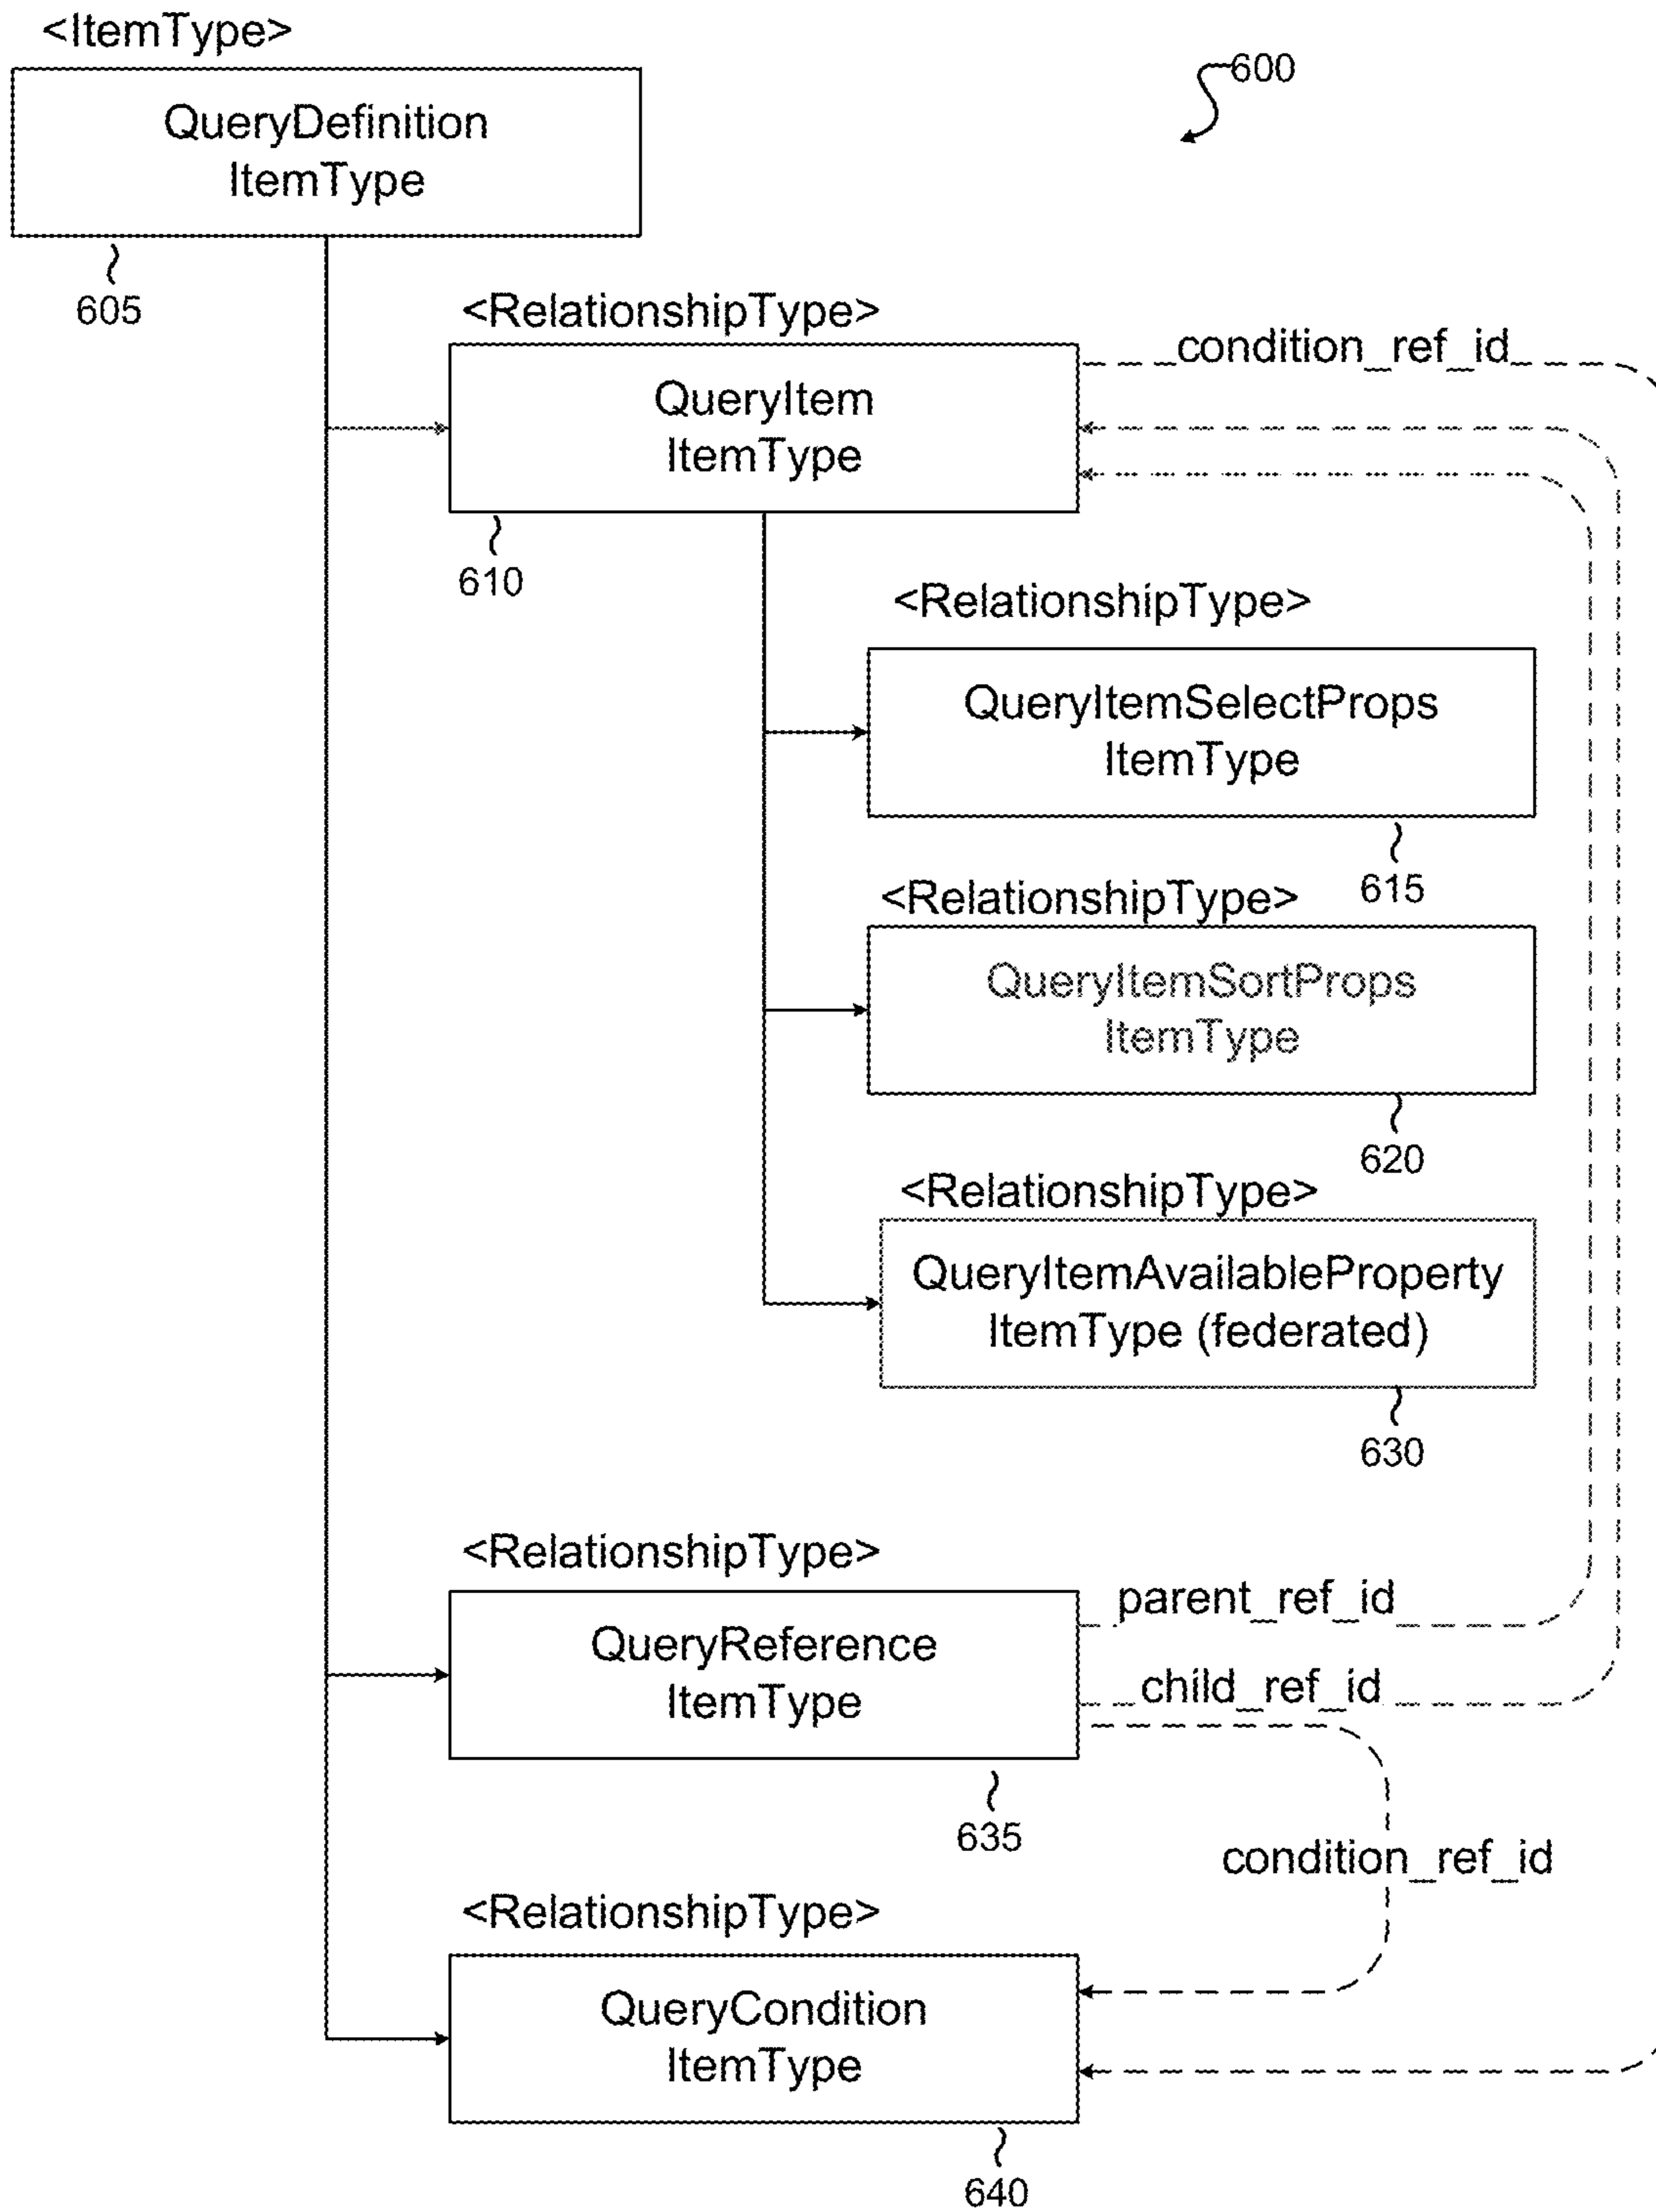 <ItemType>
600
QueryDefinition
ItemType
605
<RelationshipType>
condition_ref_id
QueryItem
ItemType
610
<RelationshipType>
QueryItemSelectProps
ItemType
615
<RelationshipType>
QueryItemSortProps
ItemType
620
<RelationshipType>
QueryItemAvailableProperty
ItemType (federated)
630
<RelationshipType>
parent_ref_id
QueryReference
ItemType
child_ref_id
635
condition_ref_id
<RelationshipType>
QueryCondition
ItemType
640